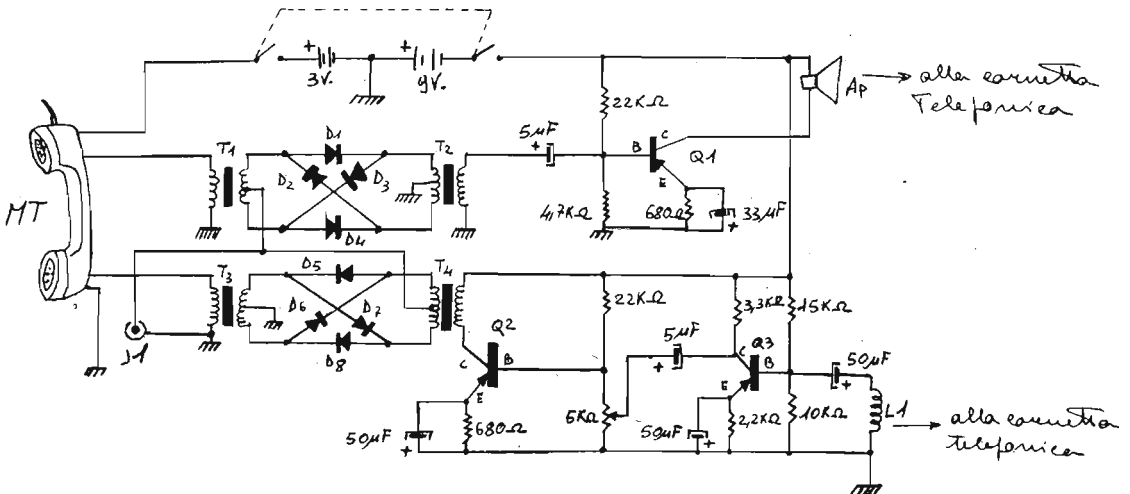 + +
3V. 9V.
Ap alla cornetta
Telefonica
22KΩ
T1 D1 T2 5µF C
+ B Q1
D2 D3 E
MT
4,7KΩ 680Ω 33µF
+
D4
T3 D5 T4
22KΩ 3,3KΩ 15KΩ
D6 D7 Q2 5µF Q3
J1 + C B 50µF
D8 C B +
E E L1
5KΩ alla cornetta
50µF 680Ω 50µF 2,2KΩ 10KΩ telefonica
+ +